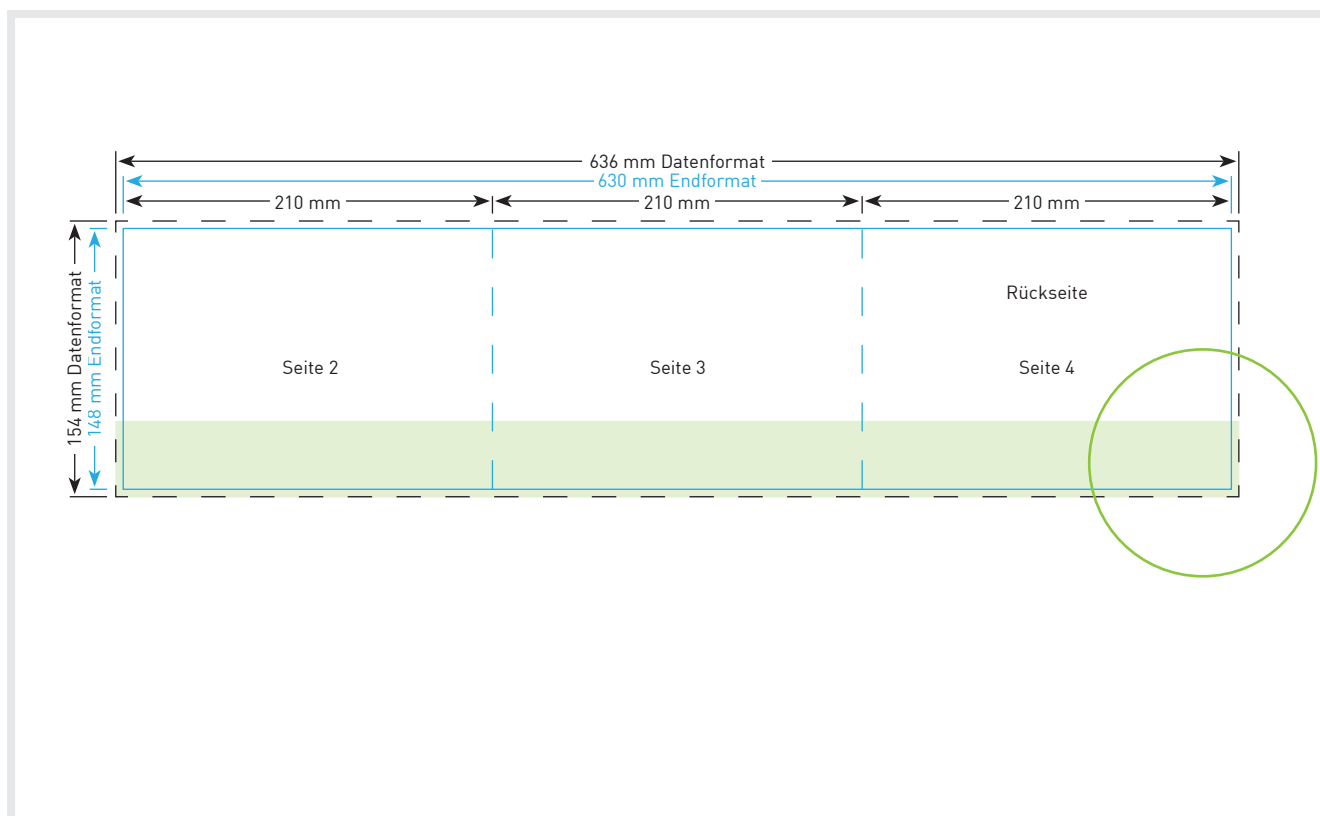 636 mm Datenformat
630 mm Endformat
210 mm
210 mm
210 mm
154 mm Datenformat
148 mm Endformat
Rückseite
Seite 2
Seite 3
Seite 4